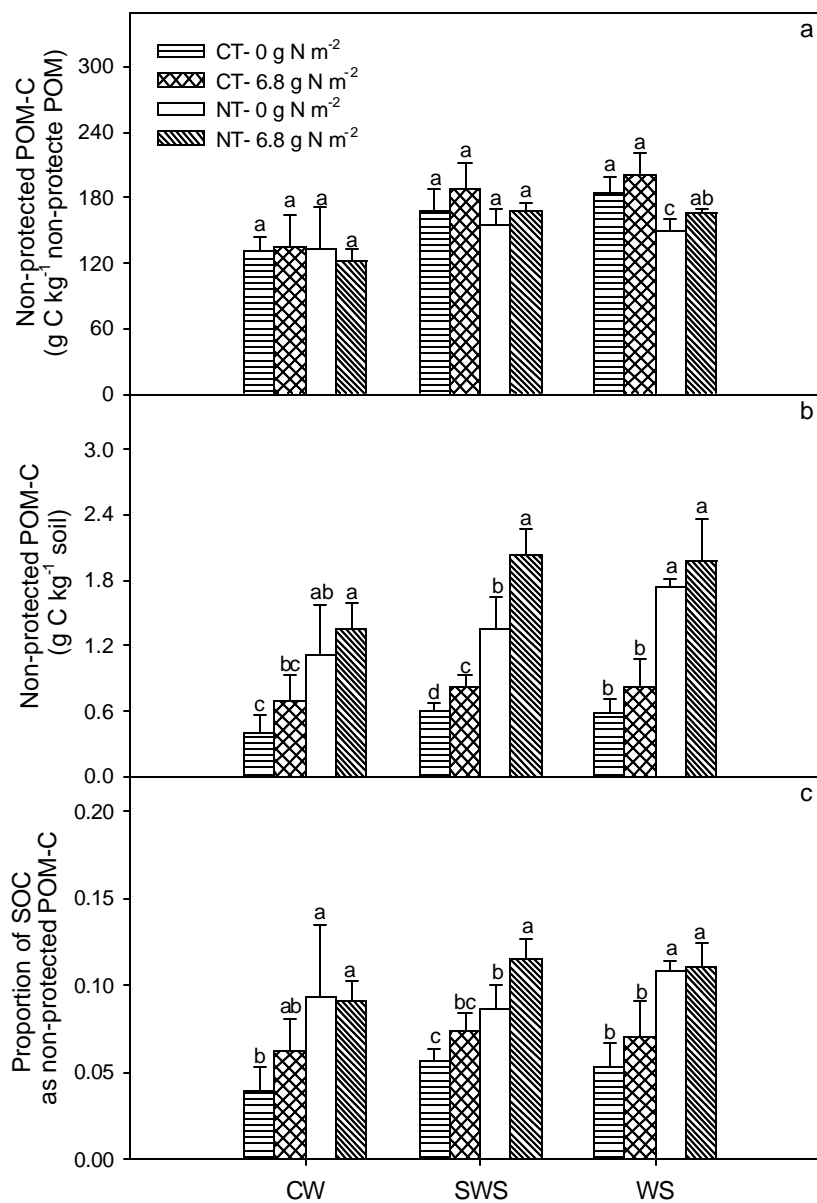 a
Non-protected POM-C
(g C kg-1 non-protecte POM)
300
240
180
120
60
0
CT- 0 g N m-2
CT- 6.8 g N m-2
NT- 0 g N m-2
NT- 6.8 g N m-2
a a a a
a a a a
a a c ab
b
Non-protected POM-C
(g C kg-1 soil)
3.0
2.4
1.8
1.2
0.6
0.0
c bc ab a
d c b a
b b a a
c
Proportion of SOC
as non-protected POM-C
0.20
0.15
0.10
0.05
0.00
b ab a a
c bc b a
b b a a
CW SWS WS